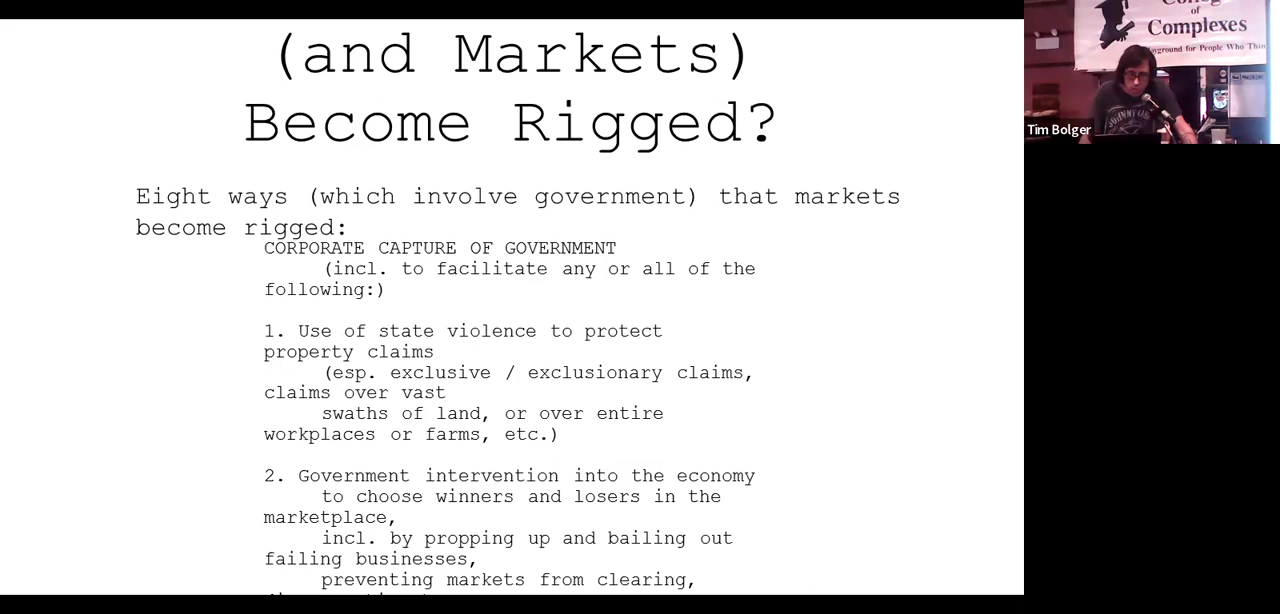 (and Markets)
Become Rigged?
Eight ways (which involve government) that markets
become rigged:
CORPORATE CAPTURE OF GOVERNMENT
(incl. to facilitate any or all of the
following:)
1. Use of state violence to protect
property claims
(esp. exclusive / exclusionary claims,
claims over vast
swaths of land, or over entire
workplaces or farms, etc.)
2. Government intervention into the economy
to choose winners and losers in the
marketplace,
incl. by propping up and bailing out
failing businesses,
preventing markets from clearing,
of
Complexes
for People Who
Tim Bolger